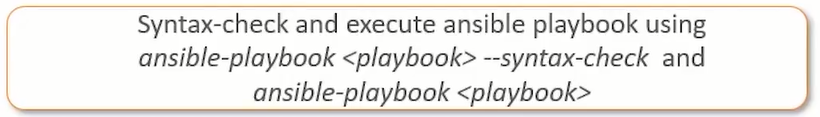 Syntax-check and execute ansible playbook using
ansible-playbook <playbook> --syntax-check and
ansible-playbook <playbook>